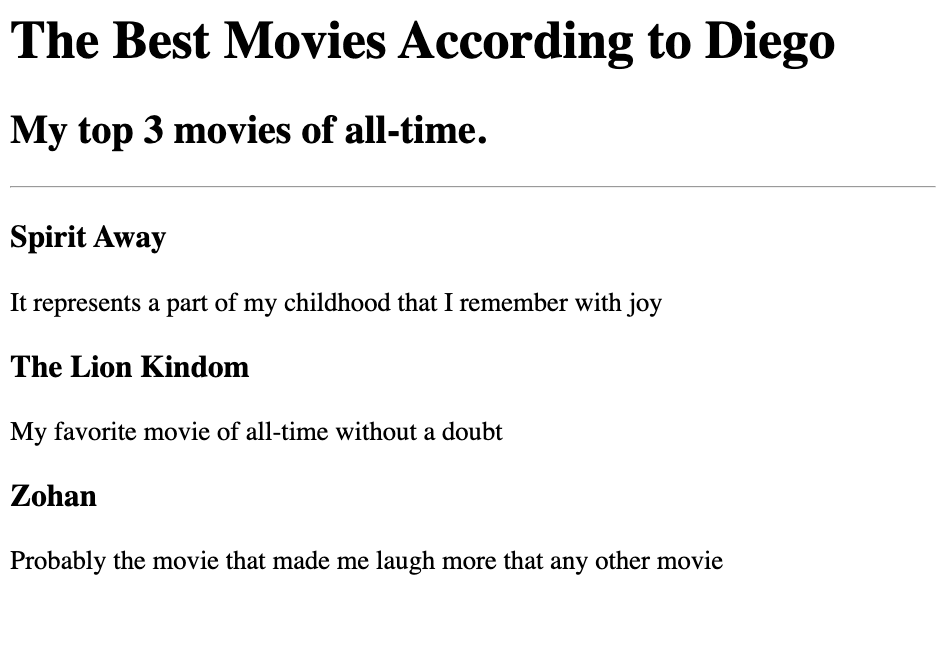 The Best Movies According to Diego
My top 3 movies of all-time.
Spirit Away
It represents a part of my childhood that I remember with joy
The Lion Kindom
My favorite movie of all-time without a doubt
Zohan
Probably the movie that made me laugh more that any other movie